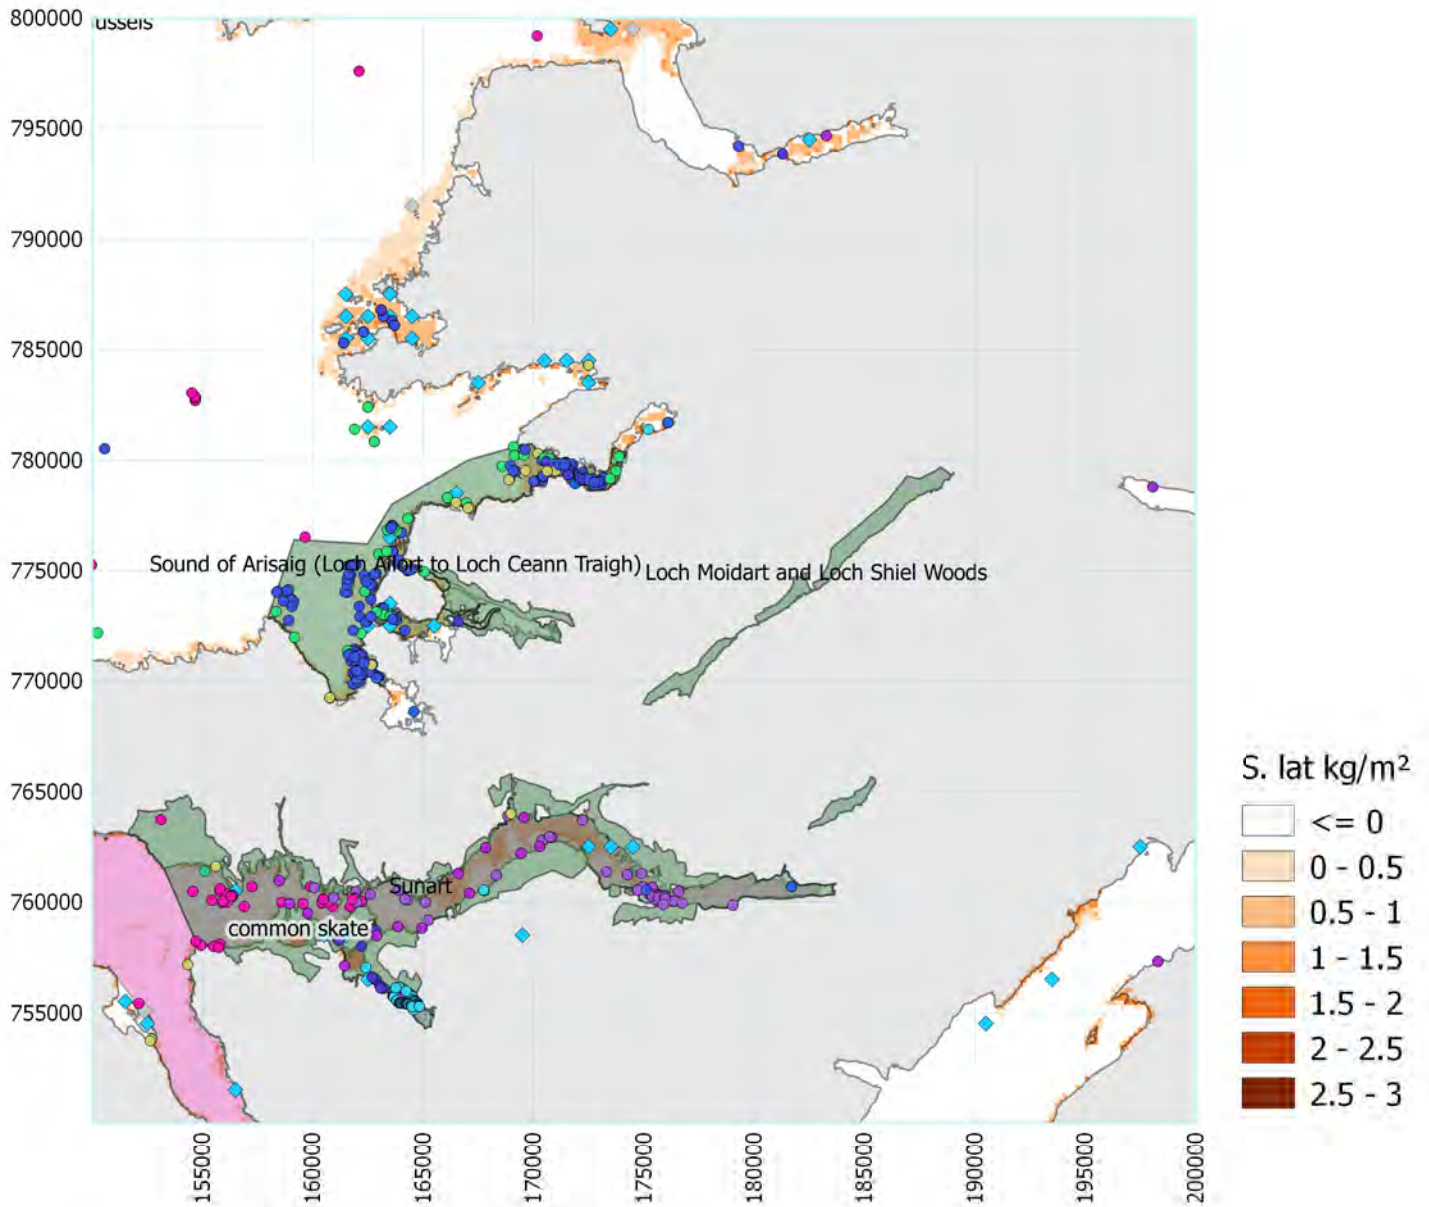 800000
ussels
795000
790000
785000
780000
775000
Sound of Arisaig (Loch Ailort to Loch Ceann Traigh)
Loch Moidart and Loch Shiel Woods
770000
765000
760000
Sunart
common skate
755000
S. lat kg/m²
<= 0
0 - 0.5
0.5 - 1
1 - 1.5
1.5 - 2
2 - 2.5
2.5 - 3
155000
160000
165000
170000
175000
180000
185000
190000
195000
200000